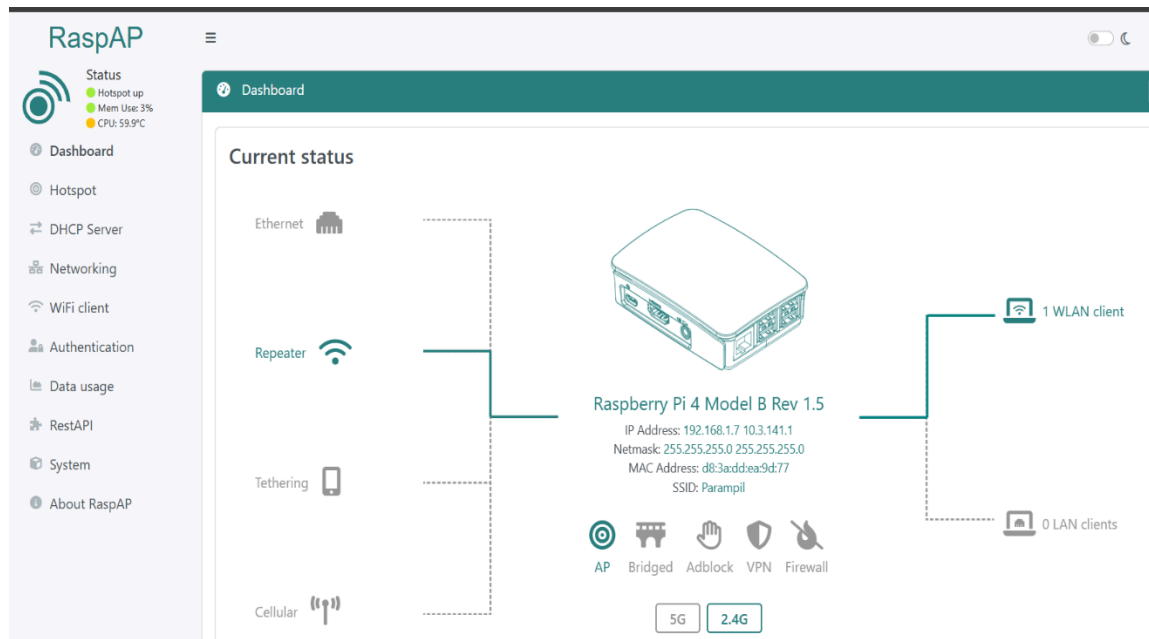 RaspAP
Status
Hotspot up
Mem Use: 3%
CPU: 59.9°C
Dashboard
Hotspot
DHCP Server
Networking
WiFi client
Authentication
Data usage
RestAPI
System
About RaspAP
Dashboard
Current status
Ethernet
Repeater
Tethering
Cellular
Raspberry Pi 4 Model B Rev 1.5
IP Address: 192.168.1.7 10.3.141.1
Netmask: 255.255.255.0 255.255.255.0
MAC Address: d8:3a:dd:ea:9d:77
SSID: Parampil
AP Bridged Adblock VPN Firewall
5G 2.4G
1 WLAN client
0 LAN clients